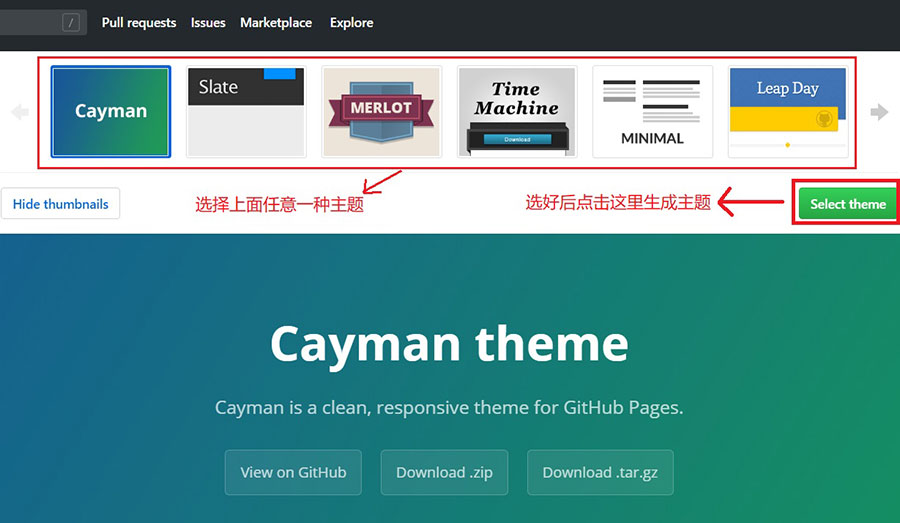 /
Pull requests
Issues
Marketplace
Explore
Cayman
Slate
MERLOT
Time
Machine
Download
MINIMAL
Leap Day
Hide thumbnails
选择上面任意一种主题
选好后点击这里生成主题
Select theme
Cayman theme
Cayman is a clean, responsive theme for GitHub Pages.
View on GitHub
Download .zip
Download .tar.gz